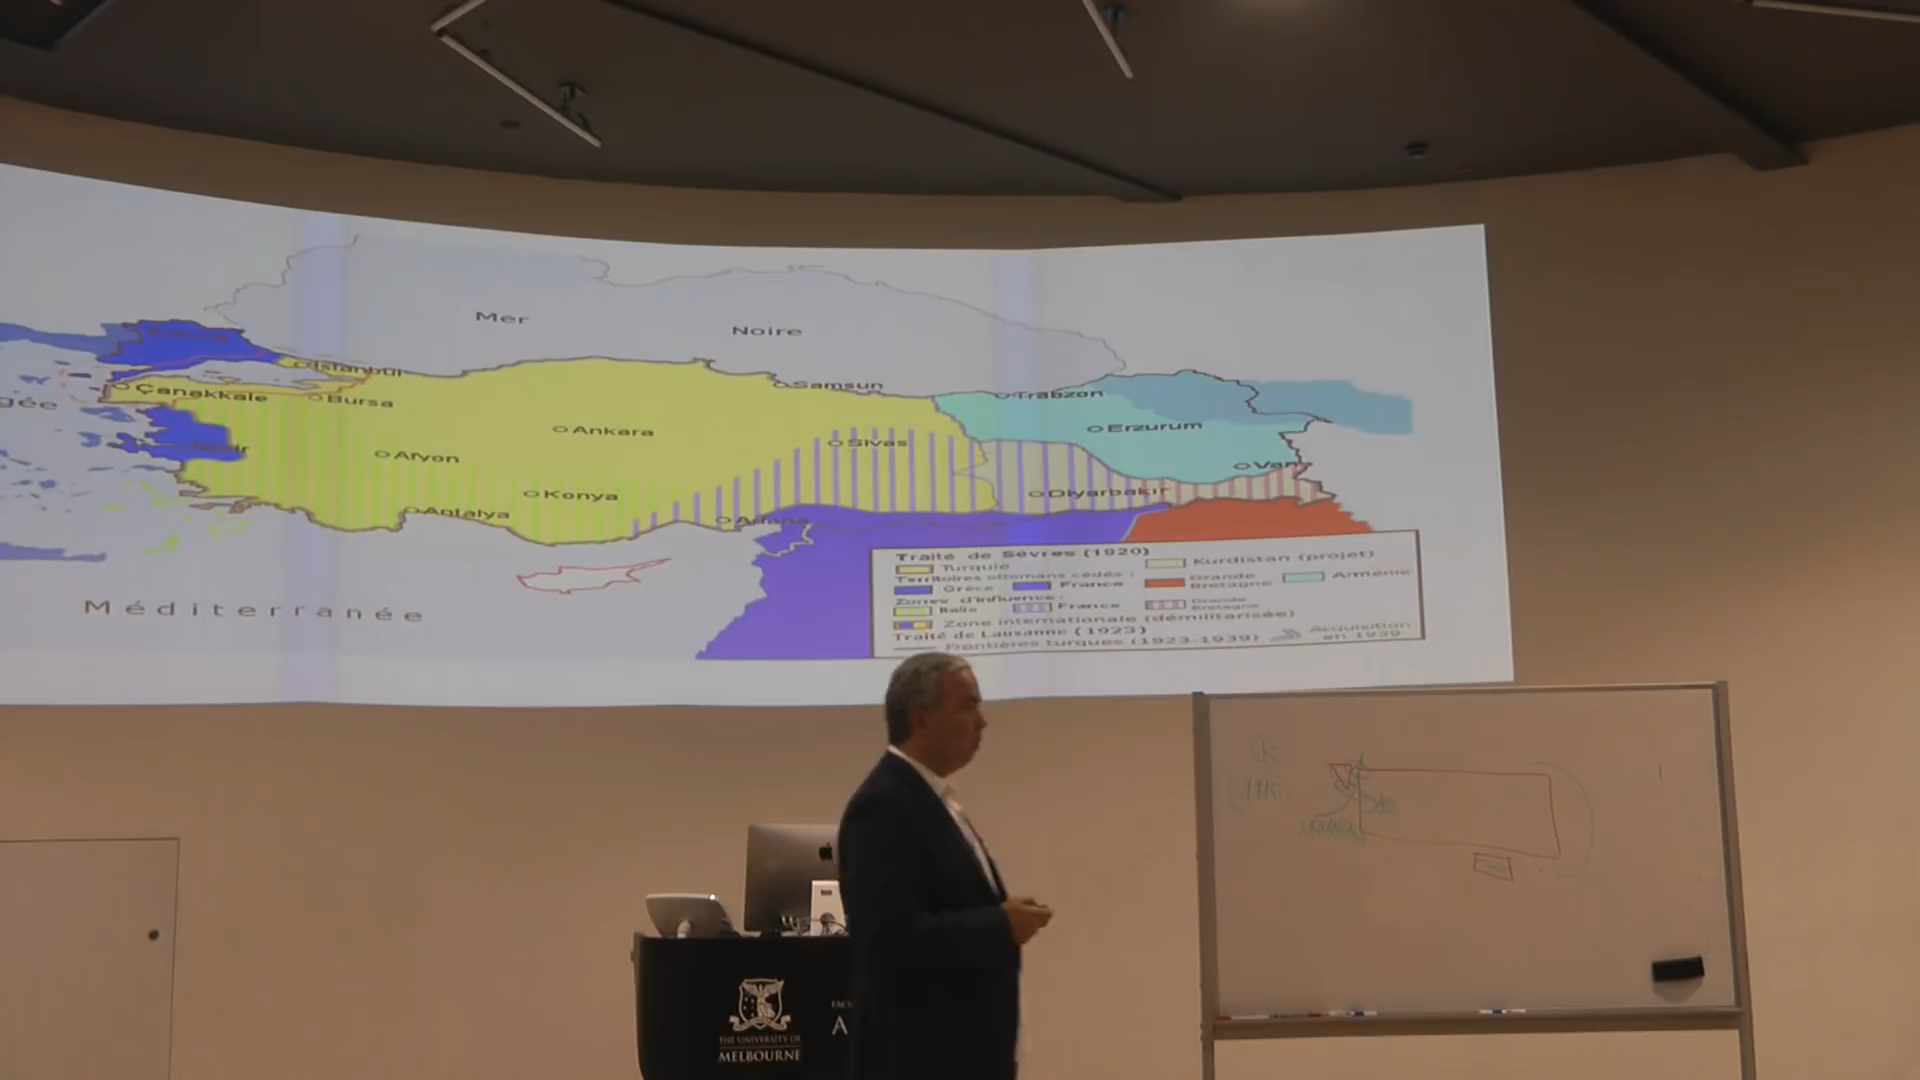 Mer
Noire
Istanbul
Çanakkale
Bursa
Samsun
Trabzon
gée
Ankara
Sivas
Erzurum
Afyon
Van
Konya
Diyarbakır
Antalya
Adana
Méditerranée
Traité de Sèvres (1920)
Turquie
Kurdistan (projet)
Territoires ottomans cédés :
Grèce
France
Grande
Bretagne
Arménie
Zones d'influence :
Italie
France
Grande
Bretagne
Zone internationale (démilitarisée)
Traité de Lausanne (1923)
Frontières turques (1923-1939)
Acquisition
en 1939
THE UNIVERSITY OF
MELBOURNE